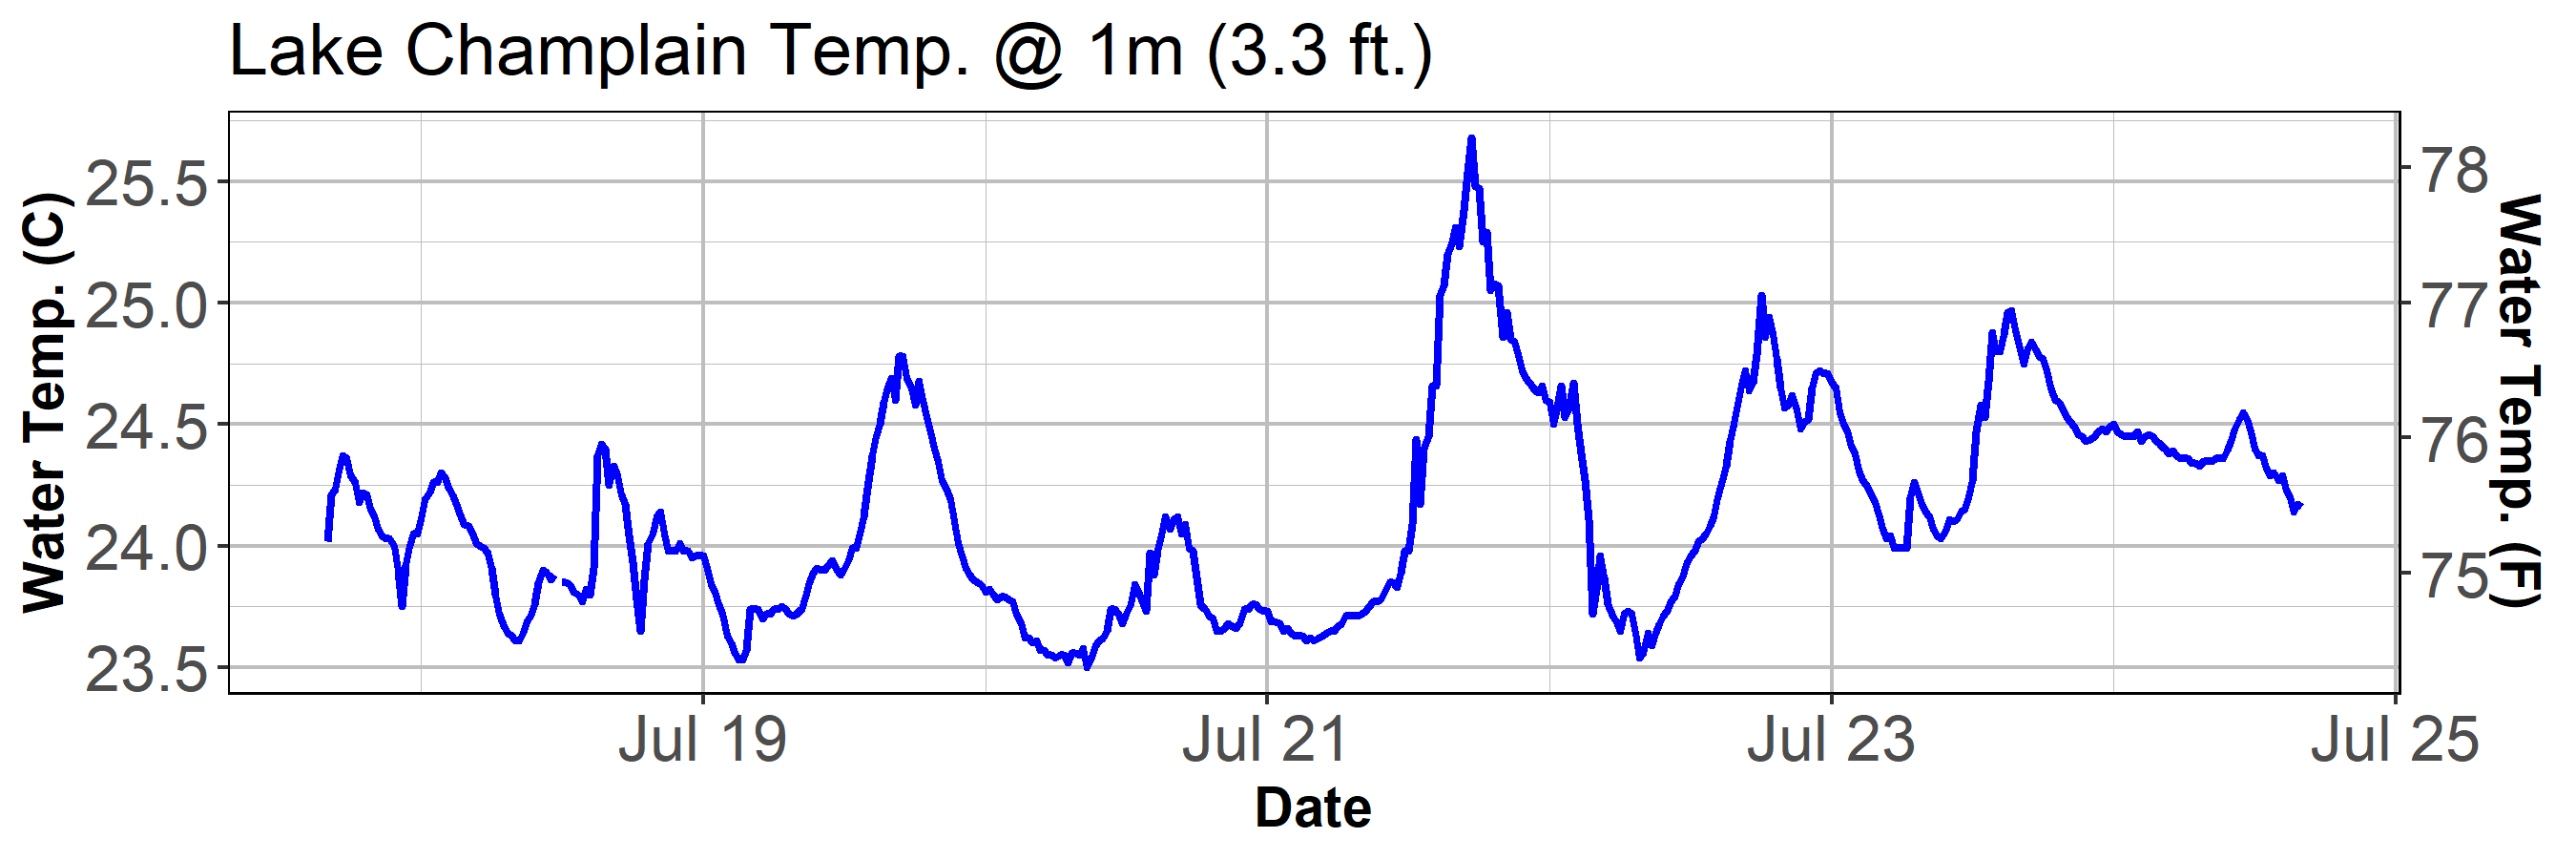 Lake Champlain Temp. @ 1m (3.3 ft.)
Water Temp. (C)
25.5
25.0
24.5
24.0
23.5
78
77
76
75
Water Temp. (F)
Jul 19
Jul 21
Jul 23
Jul 25
Date